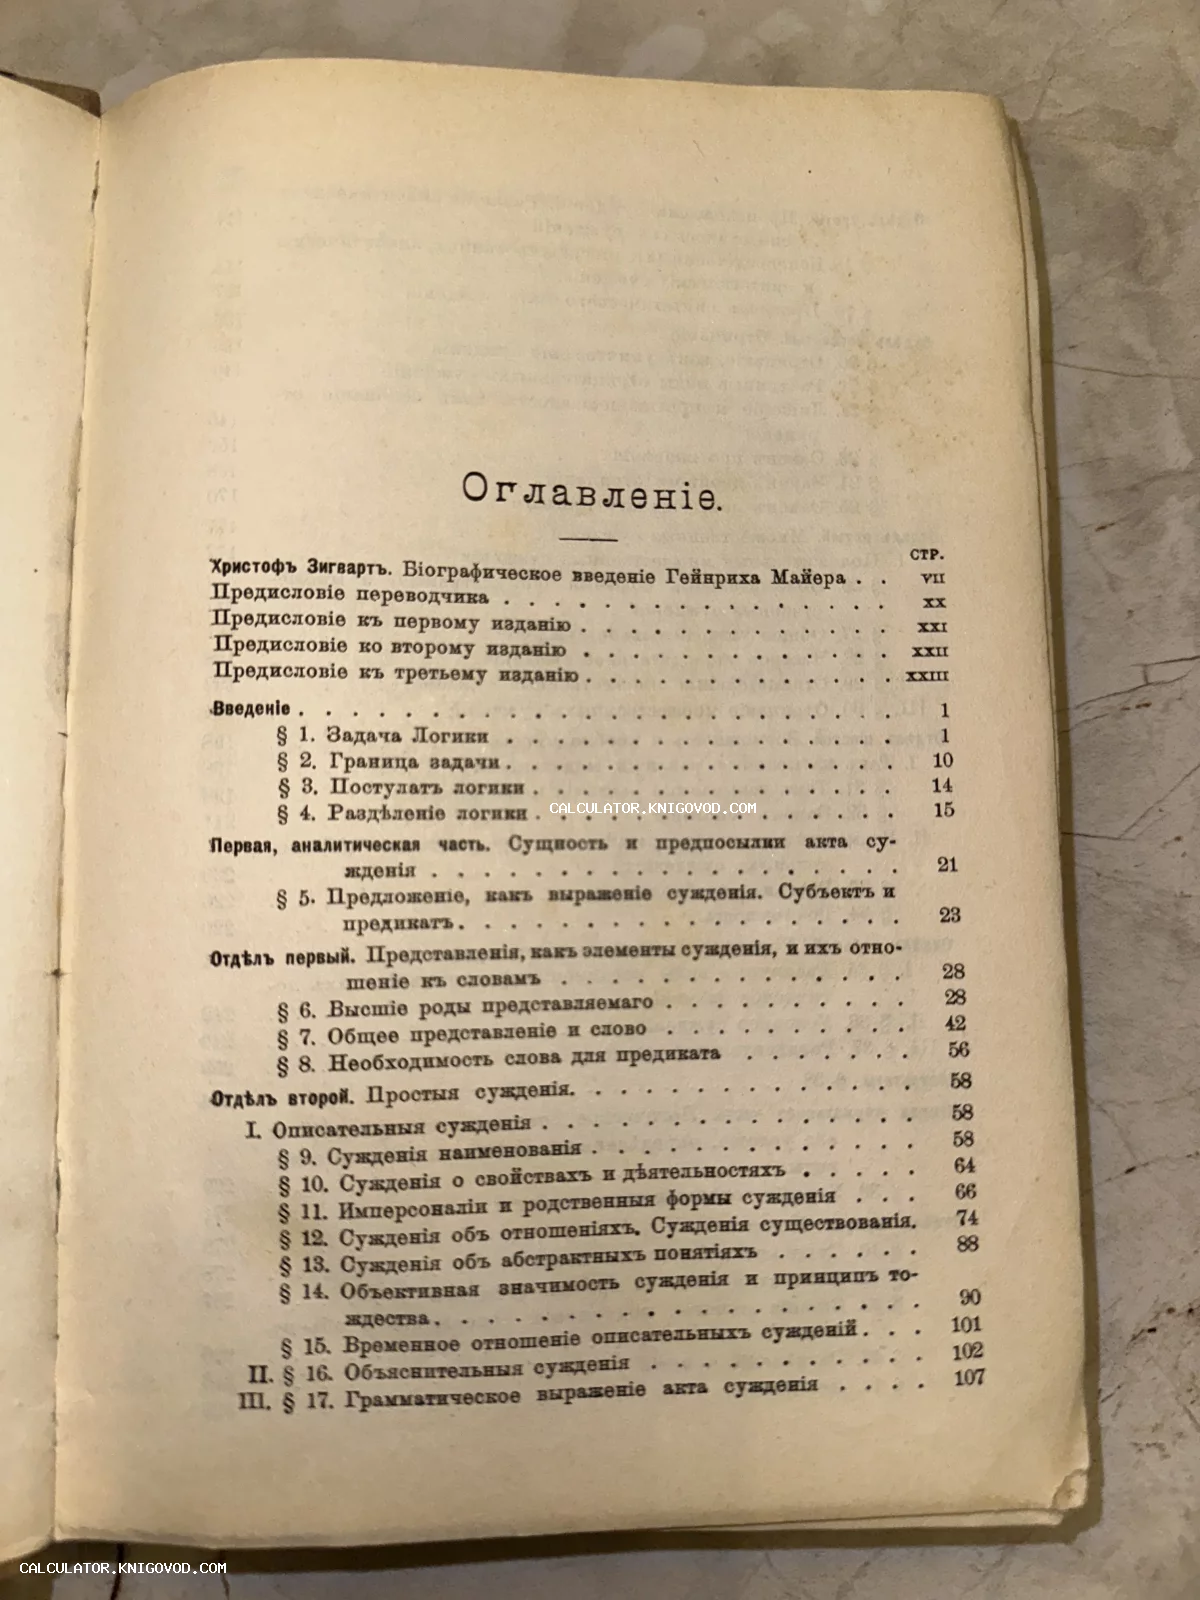 Оглавленіе.
СТР.
Христофъ Зигвартъ. Біографическое введеніе Гейнриха Майера . . VII
Предисловіе переводчика . . . . . . . . . . . . . . . XX
Предисловіе къ первому изданію . . . . . . . . . . . . . XXI
Предисловіе ко второму изданію . . . . . . . . . . . . . XXII
Предисловіе къ третьему изданію . . . . . . . . . . . . . XXIII
Введеніе . . . . . . . . . . . . . . . . . . . . . . . 1
§ 1. Задача Логики . . . . . . . . . . . . . . . . 1
§ 2. Граница задачи . . . . . . . . . . . . . . . . 10
§ 3. Постулатъ логики . . . . . . . . . . . . . . . 14
§ 4. Раздѣленіе логики . . . . . . . . . . . . . . . 15
Первая, аналитическая часть. Сущность и предпосылки акта су-
жденія . . . . . . . . . . . . . . . . . . . 21
§ 5. Предложеніе, какъ выраженіе сужденія. Субъектъ и
предикатъ . . . . . . . . . . . . . . . . . . 23
Отдѣлъ первый. Представленія, какъ элементы сужденія, и ихъ отно-
шеніе къ словамъ . . . . . . . . . . . . . . 28
§ 6. Высшіе роды представляемаго . . . . . . . . . . 28
§ 7. Общее представленіе и слово . . . . . . . . . . 42
§ 8. Необходимость слова для предиката . . . . . . . 56
Отдѣлъ второй. Простыя сужденія. . . . . . . . . . . . . 58
I. Описательныя сужденія . . . . . . . . . . . . . . . 58
§ 9. Сужденія наименованія . . . . . . . . . . . . . 58
§ 10. Сужденія о свойствахъ и дѣятельностяхъ . . . . . 64
§ 11. Имперсоналіи и родственныя формы сужденія . . . 66
§ 12. Сужденія объ отношеніяхъ. Сужденія существованія. 74
§ 13. Сужденія объ абстрактныхъ понятіяхъ . . . . . . 88
§ 14. Объективная значимость сужденія и принципъ то-
ждества . . . . . . . . . . . . . . . . . . . 90
§ 15. Временное отношеніе описательныхъ сужденій . . . 101
II. § 16. Объяснительныя сужденія . . . . . . . . . . . 102
III. § 17. Грамматическое выраженіе акта сужденія . . . . 107
CALCULATOR.KNIGOVOD.COM
CALCULATOR.KNIGOVOD.COM